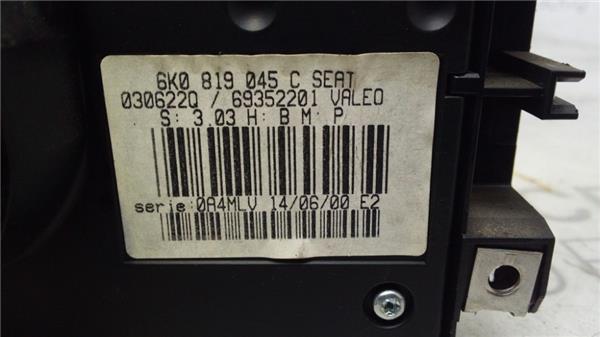 6K0 819 045 C SEAT
030622Q / 69352201 VALEO
S: 3.03 H: B M: P
serie:0A4MLV 14/06/00 E2